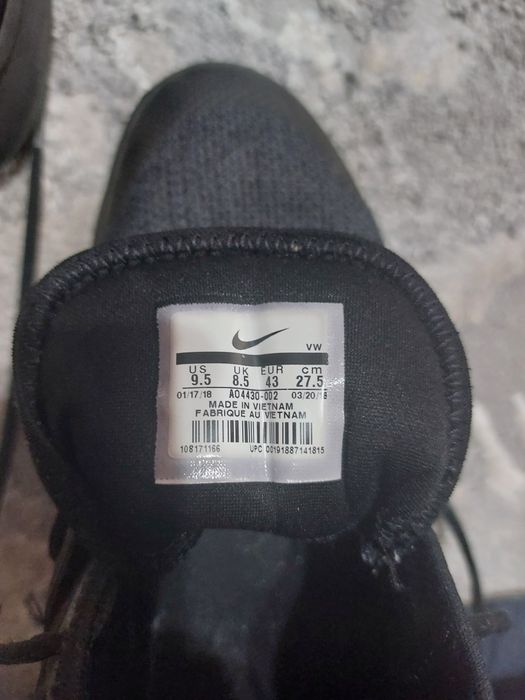 VW
US UK EUR cm
9.5 8.5 43 27.5
01/17/18 AO4430-002 03/20/18
MADE IN VIETNAM
FABRIQUE AU VIETNAM
108171166 UPC 00191887141815